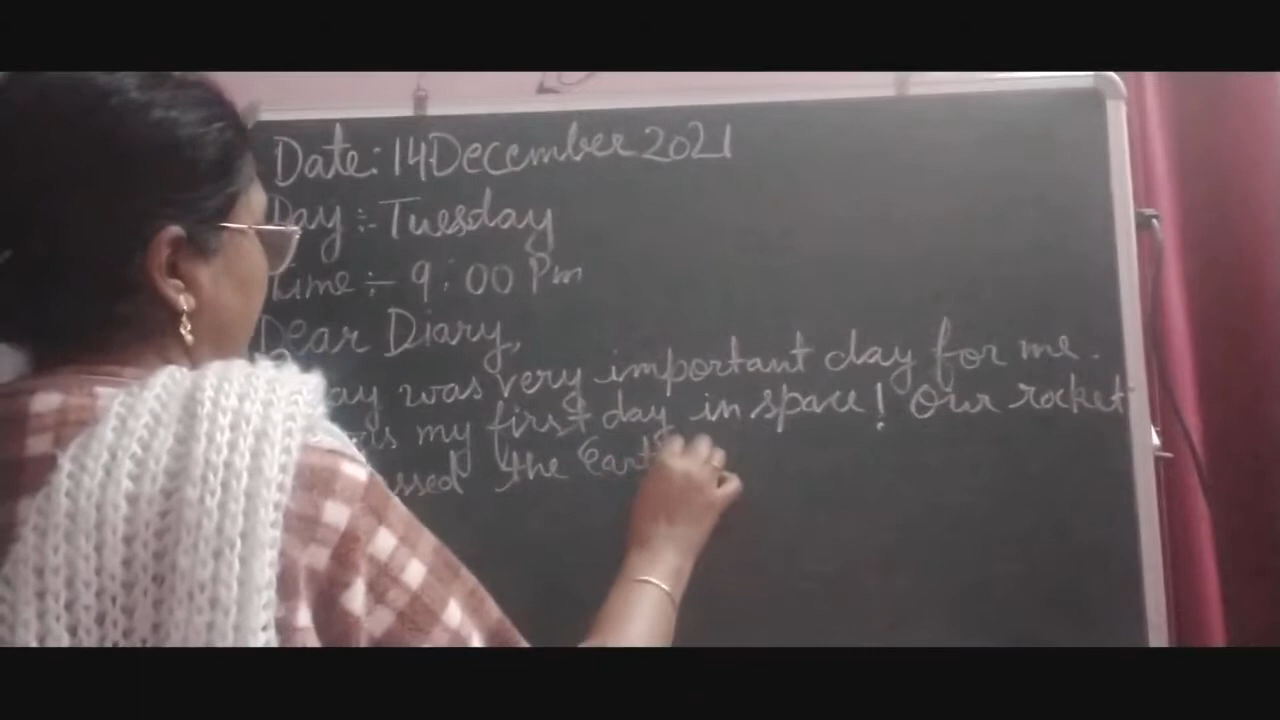 Date: 14 December 2021
Day :- Tuesday
Time :- 9:00 Pm
Dear Diary,
was very important day for me.
my first day in space! Our rocket
the Earth